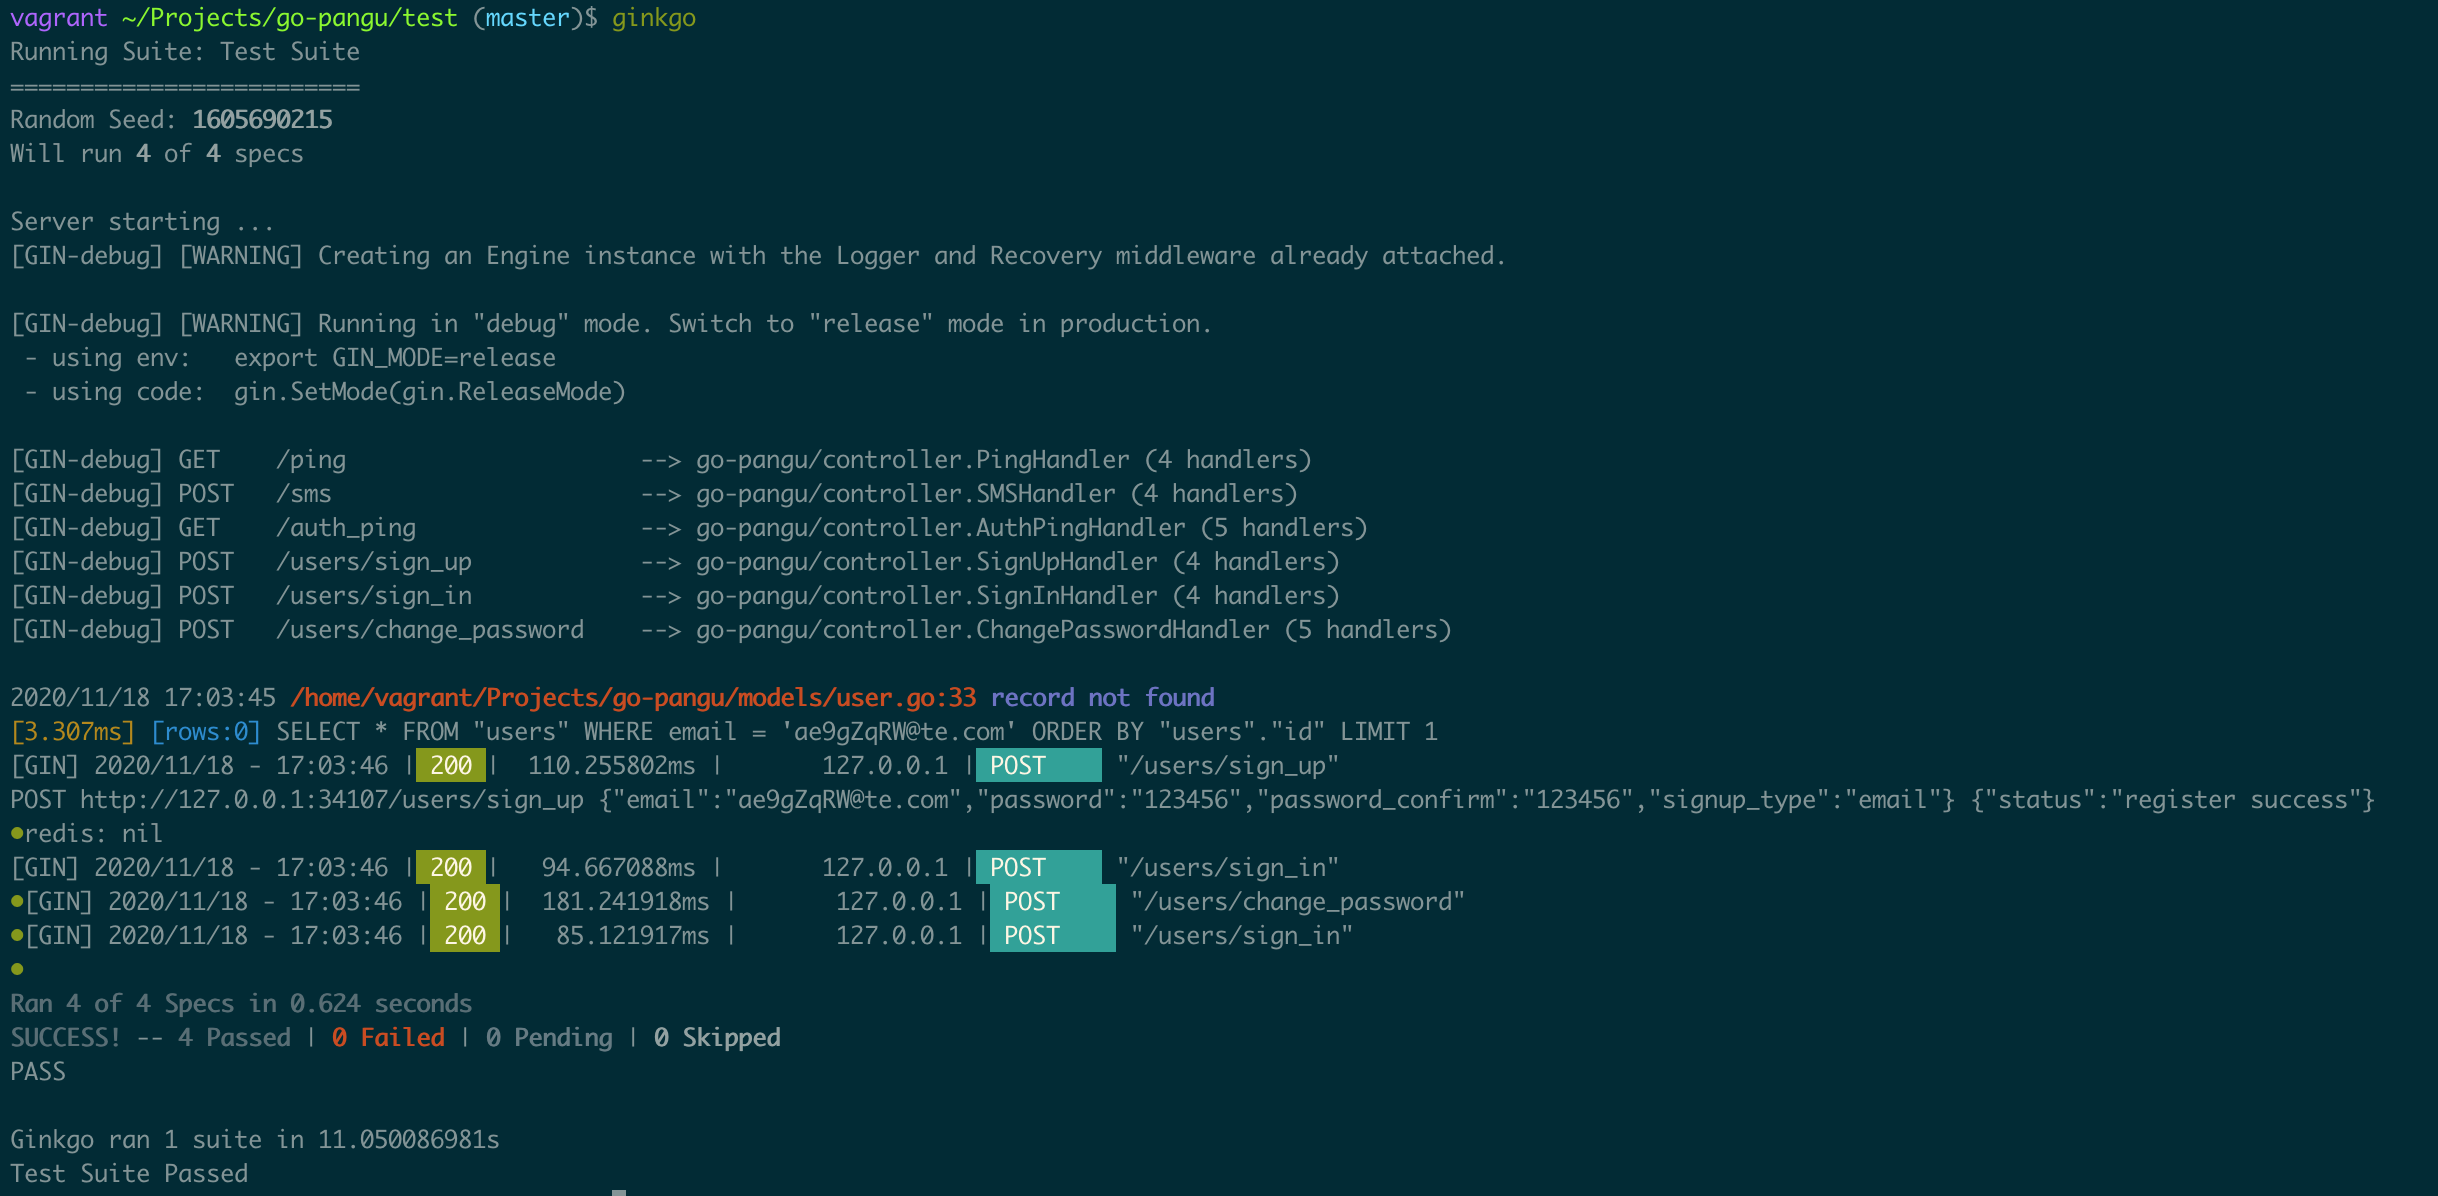 vagrant ~/Projects/go-pangu/test (master)$ ginkgo
Running Suite: Test Suite
=========================
Random Seed: 1605690215
Will run 4 of 4 specs

Server starting ...
[GIN-debug] [WARNING] Creating an Engine instance with the Logger and Recovery middleware already attached.

[GIN-debug] [WARNING] Running in "debug" mode. Switch to "release" mode in production.
 - using env:   export GIN_MODE=release
 - using code:  gin.SetMode(gin.ReleaseMode)

[GIN-debug] GET    /ping                     --> go-pangu/controller.PingHandler (4 handlers)
[GIN-debug] POST   /sms                      --> go-pangu/controller.SMSHandler (4 handlers)
[GIN-debug] GET    /auth_ping                --> go-pangu/controller.AuthPingHandler (5 handlers)
[GIN-debug] POST   /users/sign_up            --> go-pangu/controller.SignUpHandler (4 handlers)
[GIN-debug] POST   /users/sign_in            --> go-pangu/controller.SignInHandler (4 handlers)
[GIN-debug] POST   /users/change_password    --> go-pangu/controller.ChangePasswordHandler (5 handlers)

2020/11/18 17:03:45 /home/vagrant/Projects/go-pangu/models/user.go:33 record not found
[3.307ms] [rows:0] SELECT * FROM "users" WHERE email = 'ae9gZqRW@te.com' ORDER BY "users"."id" LIMIT 1
[GIN] 2020/11/18 - 17:03:46 | 200 |  110.255802ms |       127.0.0.1 | POST     "/users/sign_up"
POST http://127.0.0.1:34107/users/sign_up {"email":"ae9gZqRW@te.com","password":"123456","password_confirm":"123456","signup_type":"email"} {"status":"register success"}
•redis: nil
[GIN] 2020/11/18 - 17:03:46 | 200 |   94.667088ms |       127.0.0.1 | POST     "/users/sign_in"
•[GIN] 2020/11/18 - 17:03:46 | 200 |  181.241918ms |       127.0.0.1 | POST     "/users/change_password"
•[GIN] 2020/11/18 - 17:03:46 | 200 |   85.121917ms |       127.0.0.1 | POST     "/users/sign_in"
•
Ran 4 of 4 Specs in 0.624 seconds
SUCCESS! -- 4 Passed | 0 Failed | 0 Pending | 0 Skipped
PASS

Ginkgo ran 1 suite in 11.050086981s
Test Suite Passed